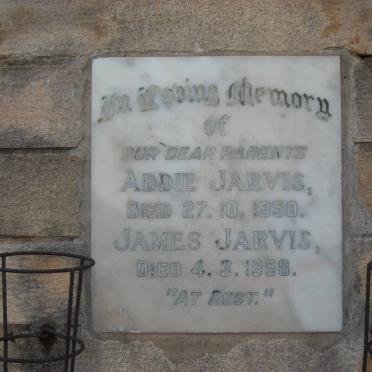 In Loving Memory
of
OUR DEAR PARENTS
ADDIE JARVIS,
DIED 27.10.1950.
JAMES JARVIS,
DIED 4.3.1958.
"AT REST."